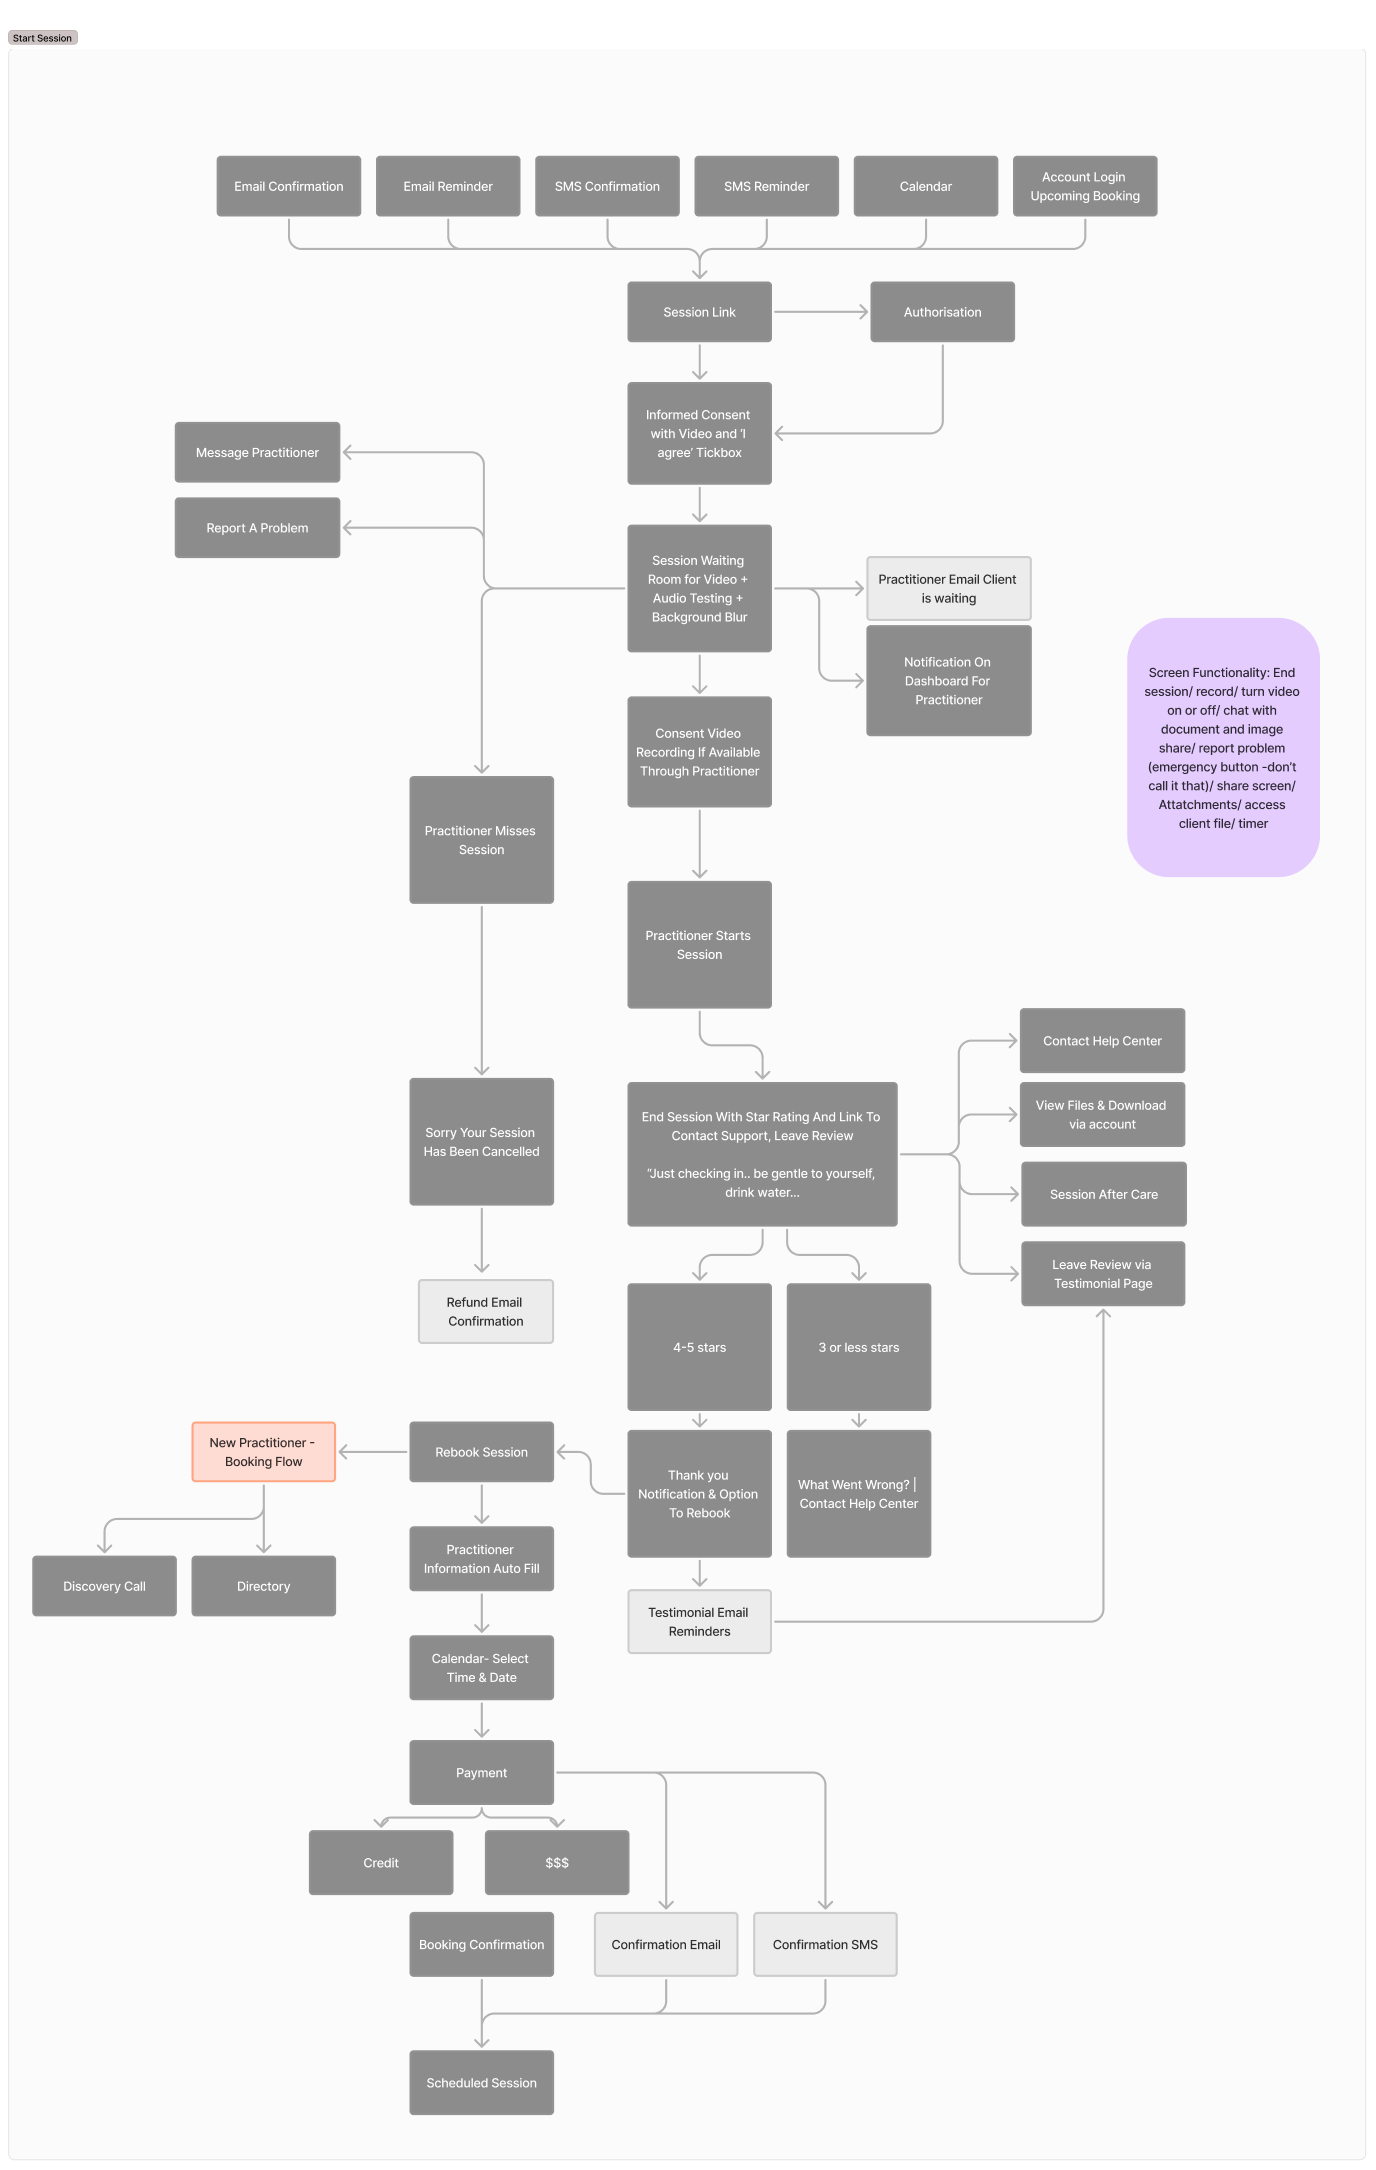 Start Session
Email Confirmation
Email Reminder
SMS Confirmation
SMS Reminder
Calendar
Account Login
Upcoming Booking
Session Link
Authorisation
Informed Consent
with Video and ‘I
agree’ Tickbox
Message Practitioner
Report A Problem
Session Waiting
Room for Video +
Audio Testing +
Background Blur
Practitioner Email Client
is waiting
Notification On
Dashboard For
Practitioner
Screen Functionality: End
session/ record/ turn video
on or off/ chat with
document and image
share/ report problem
(emergency button -don’t
call it that)/ share screen/
Attatchments/ access
client file/ timer
Consent Video
Recording If Available
Through Practitioner
Practitioner Misses
Session
Practitioner Starts
Session
Contact Help Center
View Files & Download
via account
Session After Care
Leave Review via
Testimonial Page
Sorry Your Session
Has Been Cancelled
End Session With Star Rating And Link To
Contact Support, Leave Review
“Just checking in.. be gentle to yourself,
drink water...
Refund Email
Confirmation
4-5 stars
3 or less stars
New Practitioner -
Booking Flow
Rebook Session
Thank you
Notification & Option
To Rebook
What Went Wrong? |
Contact Help Center
Practitioner
Information Auto Fill
Discovery Call
Directory
Testimonial Email
Reminders
Calendar- Select
Time & Date
Payment
Credit
$$$
Booking Confirmation
Confirmation Email
Confirmation SMS
Scheduled Session